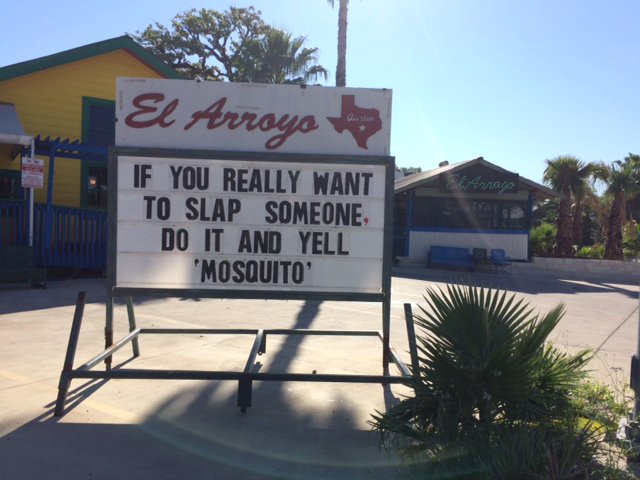 El Arroyo
Austin
IF YOU REALLY WANT
TO SLAP SOMEONE,
DO IT AND YELL
'MOSQUITO'
El Arroyo